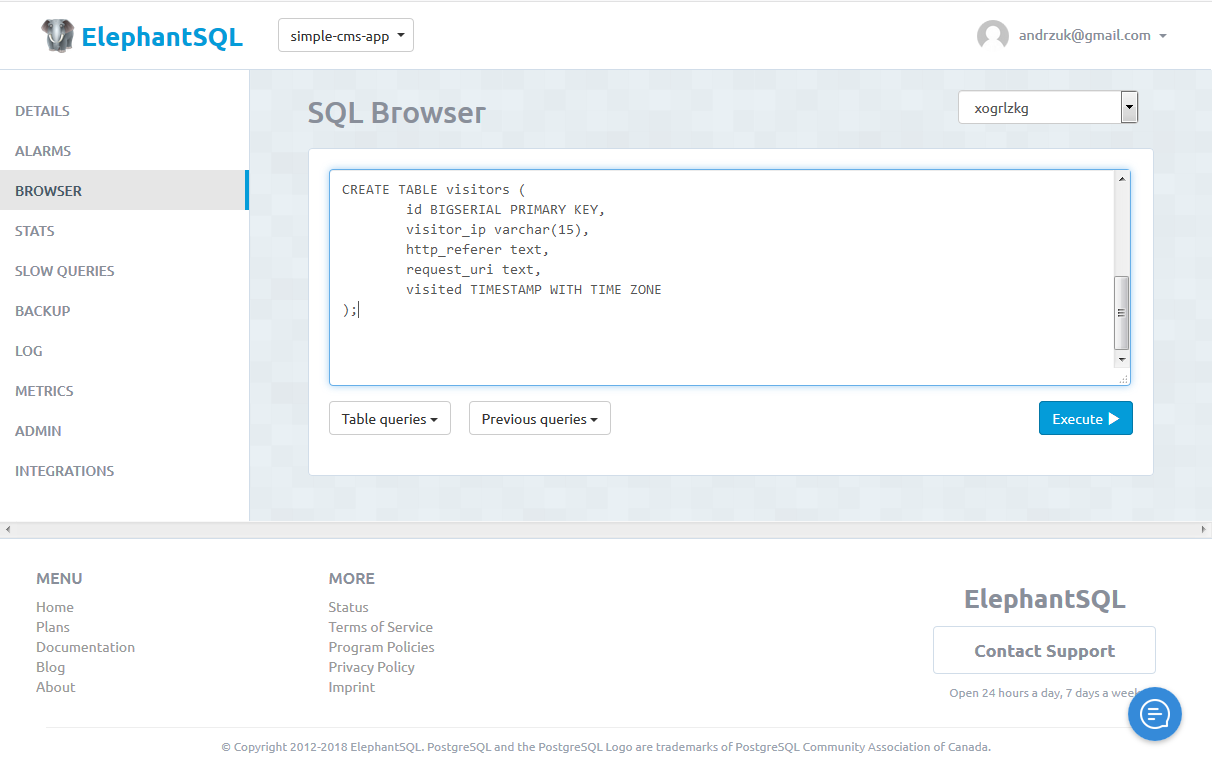 ElephantSQL
simple-cms-app
andrzuk@gmail.com
DETAILS
ALARMS
BROWSER
STATS
SLOW QUERIES
BACKUP
LOG
METRICS
ADMIN
INTEGRATIONS
SQL Browser
xogrlzkg
CREATE TABLE visitors (
id BIGSERIAL PRIMARY KEY,
visitor_ip varchar(15),
http_referer text,
request_uri text,
visited TIMESTAMP WITH TIME ZONE
);
Table queries
Previous queries
Execute
MENU
Home
Plans
Documentation
Blog
About
MORE
Status
Terms of Service
Program Policies
Privacy Policy
Imprint
ElephantSQL
Contact Support
Open 24 hours a day, 7 days a week
© Copyright 2012-2018 ElephantSQL. PostgreSQL and the PostgreSQL Logo are trademarks of PostgreSQL Community Association of Canada.